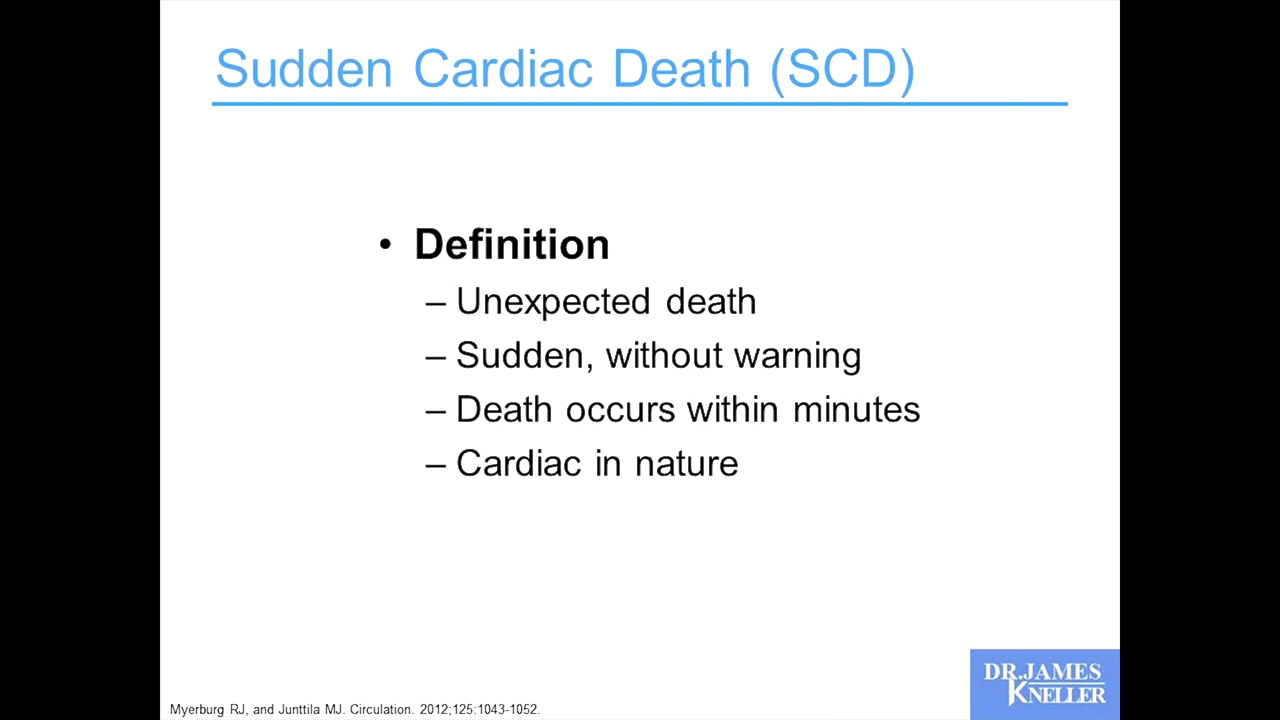 Sudden Cardiac Death (SCD)
• Definition
– Unexpected death
– Sudden, without warning
– Death occurs within minutes
– Cardiac in nature
Myerburg RJ, and Junttila MJ. Circulation. 2012;125:1043-1052.
DR. JAMES
KNELLER